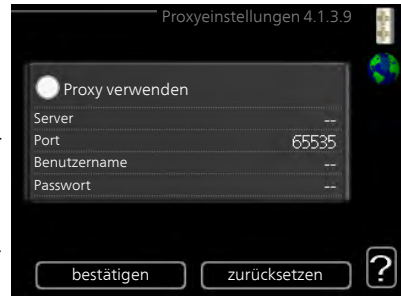 Proxyeinstellungen 4.1.3.9
Proxy verwenden
Server --
Port 65535
Benutzername --
Passwort --
bestätigen zurücksetzen ?